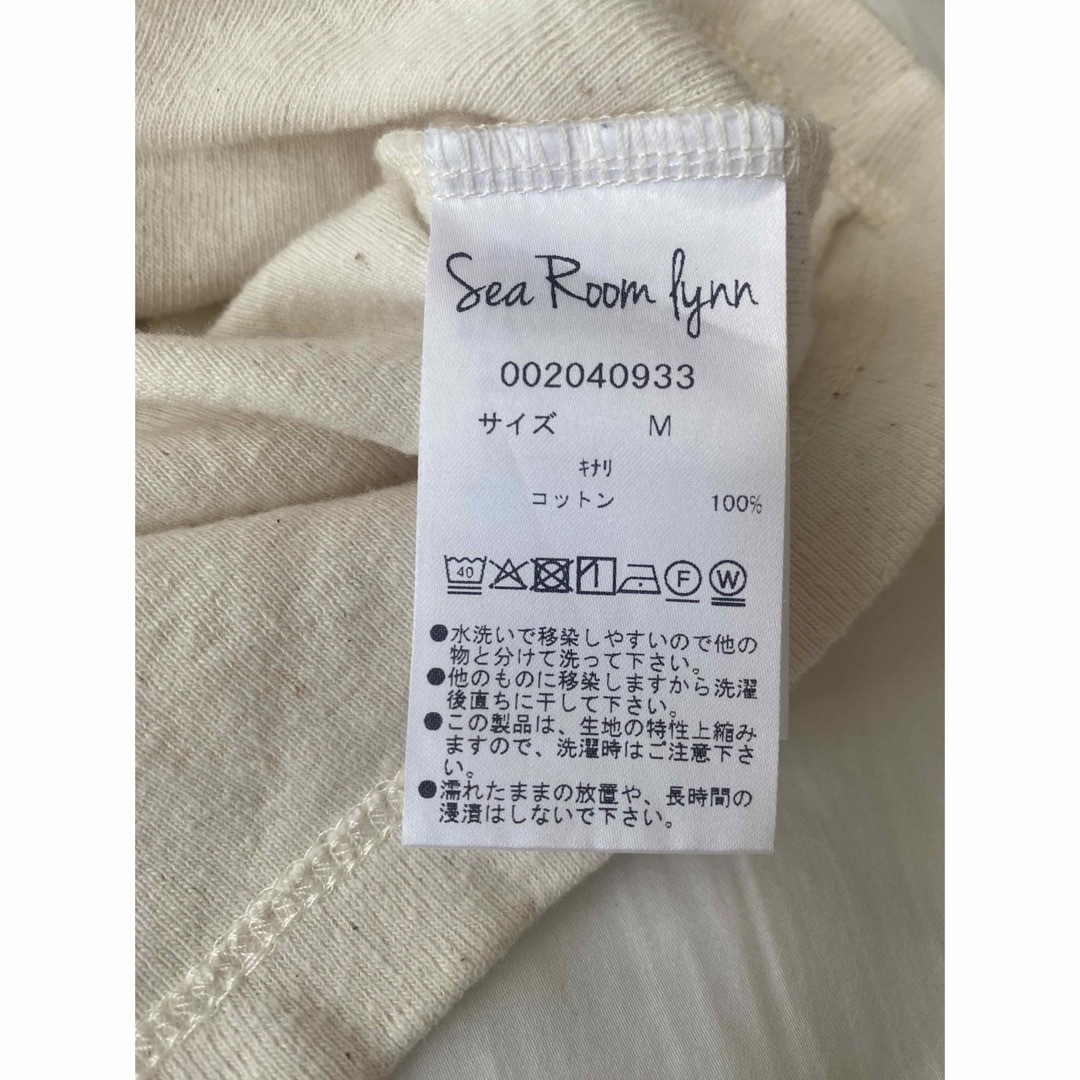 Sea Room lynn
002040933
サイズ M
ｷﾅﾘ
コットン 100%
40 F W
●水洗いで移染しやすいので他の
物と分けて洗って下さい。
●他のものに移染しますから洗濯
後直ちに干して下さい。
●この製品は、生地の特性上縮み
ますので、洗濯時はご注意下さ
い。
●濡れたままの放置や、長時間の
浸漬はしないで下さい。